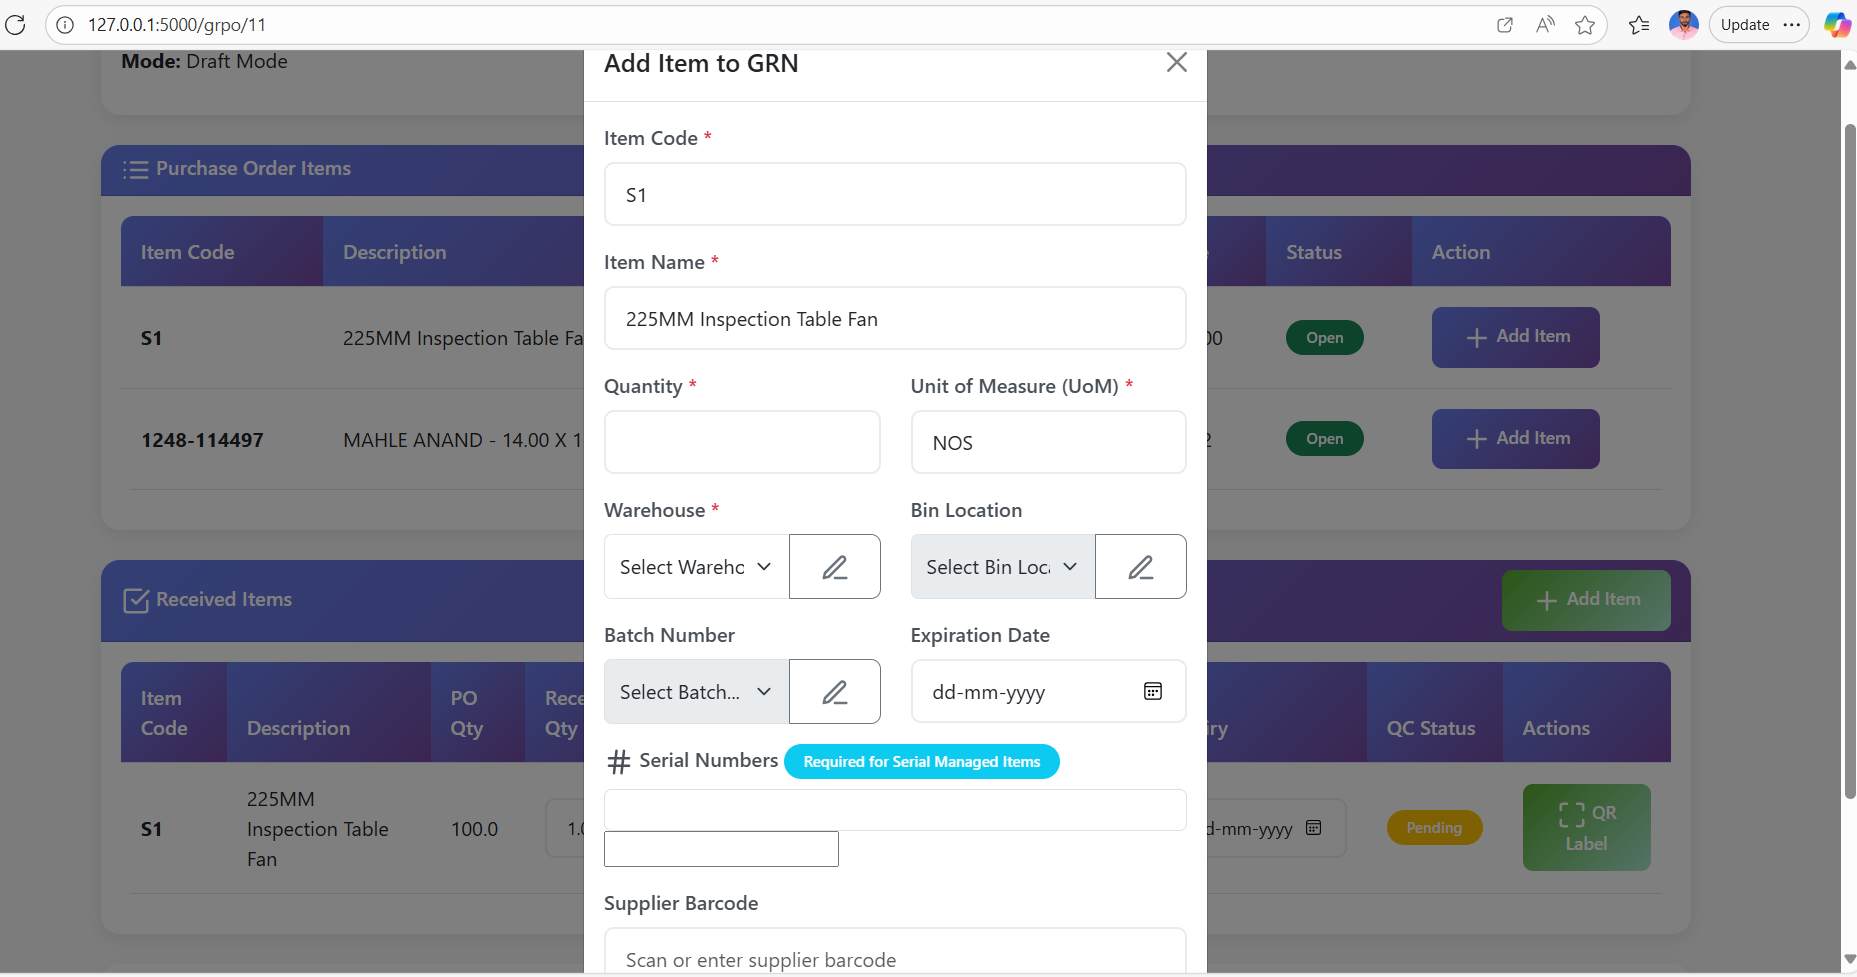 127.0.0.1:5000/grpo/11
Update
Mode: Draft Mode
Add Item to GRN
Item Code *
S1
Item Name *
225MM Inspection Table Fan
Quantity *
Unit of Measure (UoM) *
NOS
Warehouse *
Bin Location
Select Wareho
Select Bin Loc
Batch Number
Expiration Date
Select Batch...
dd-mm-yyyy
Serial Numbers
Required for Serial Managed Items
Supplier Barcode
Scan or enter supplier barcode
Purchase Order Items
Item Code
Description
Status
Action
S1
225MM Inspection Table Fa
00
Open
Add Item
1248-114497
MAHLE ANAND - 14.00 X 1
2
Open
Add Item
Received Items
Add Item
Item Code
Description
PO Qty
Rece
Qty
iry
QC Status
Actions
S1
225MM
Inspection Table
Fan
100.0
1.0
d-mm-yyyy
Pending
QR
Label